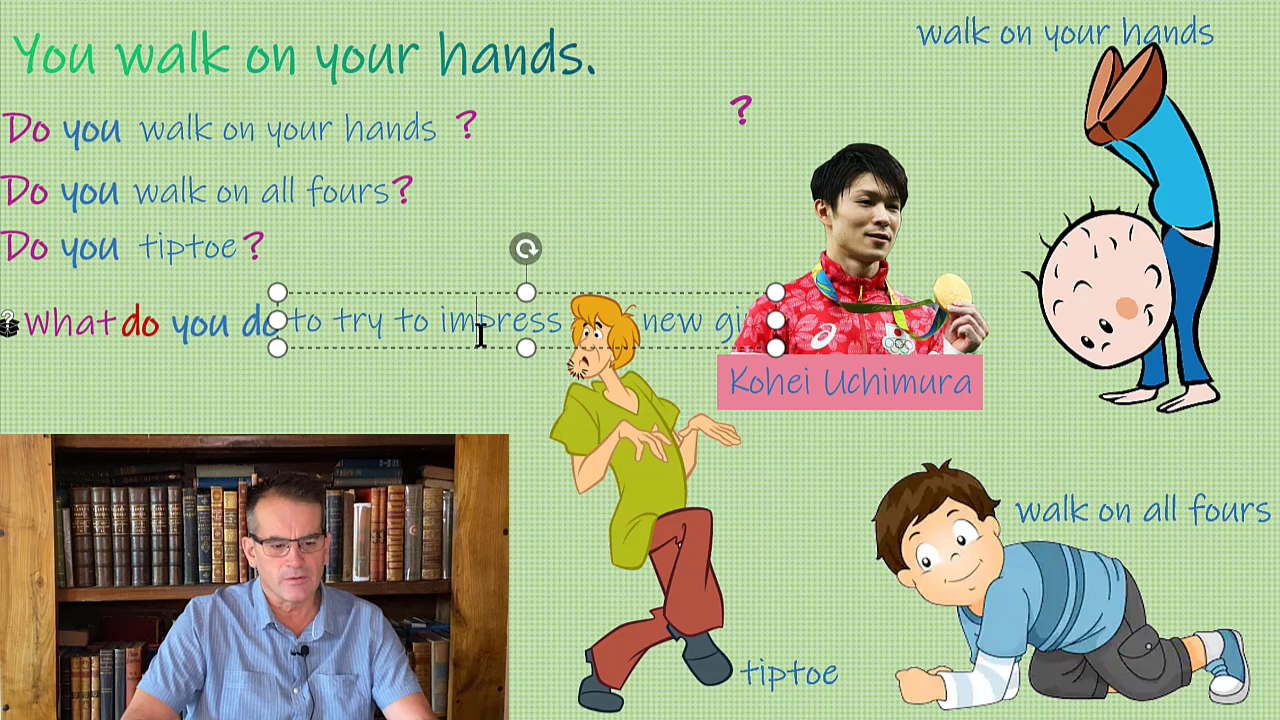 You walk on your hands.
walk on your hands
Do you walk on your hands ?
?
Do you walk on all fours?
Do you tiptoe?
What do you do to try to impress new
Kohei Uchimura
walk on all fours
tiptoe